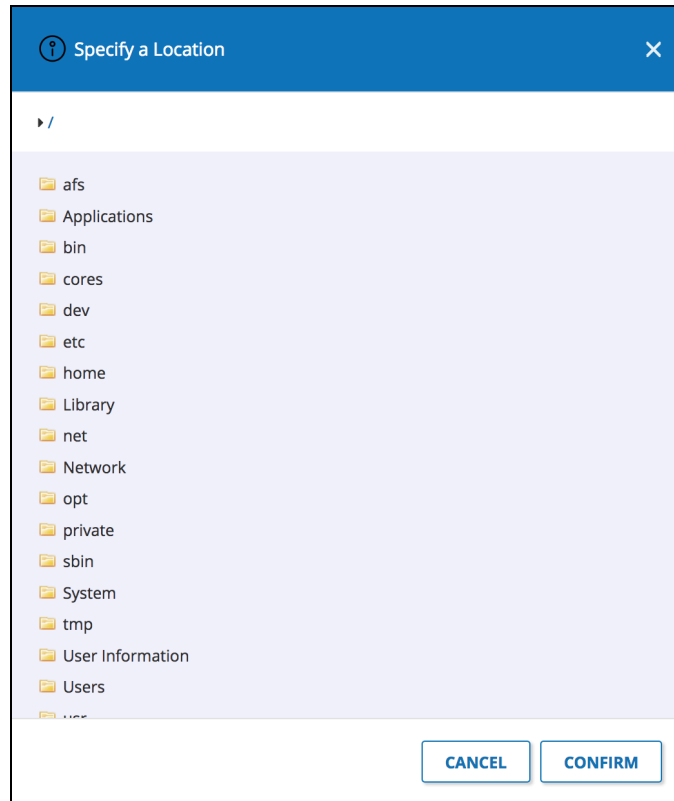 Specify a Location
/
afs
Applications
bin
cores
dev
etc
home
Library
net
Network
opt
private
sbin
System
tmp
User Information
Users
usr
CANCEL CONFIRM